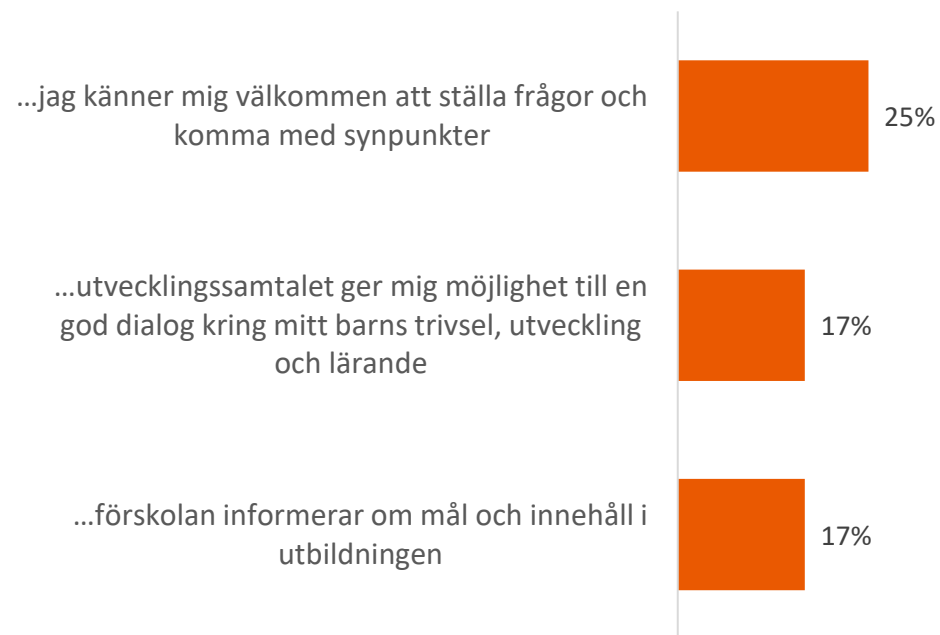 ...jag känner mig välkommen att ställa frågor och
komma med synpunkter
25%
...utvecklingssamtalet ger mig möjlighet till en
god dialog kring mitt barns trivsel, utveckling
och lärande
17%
...förskolan informerar om mål och innehåll i
utbildningen
17%